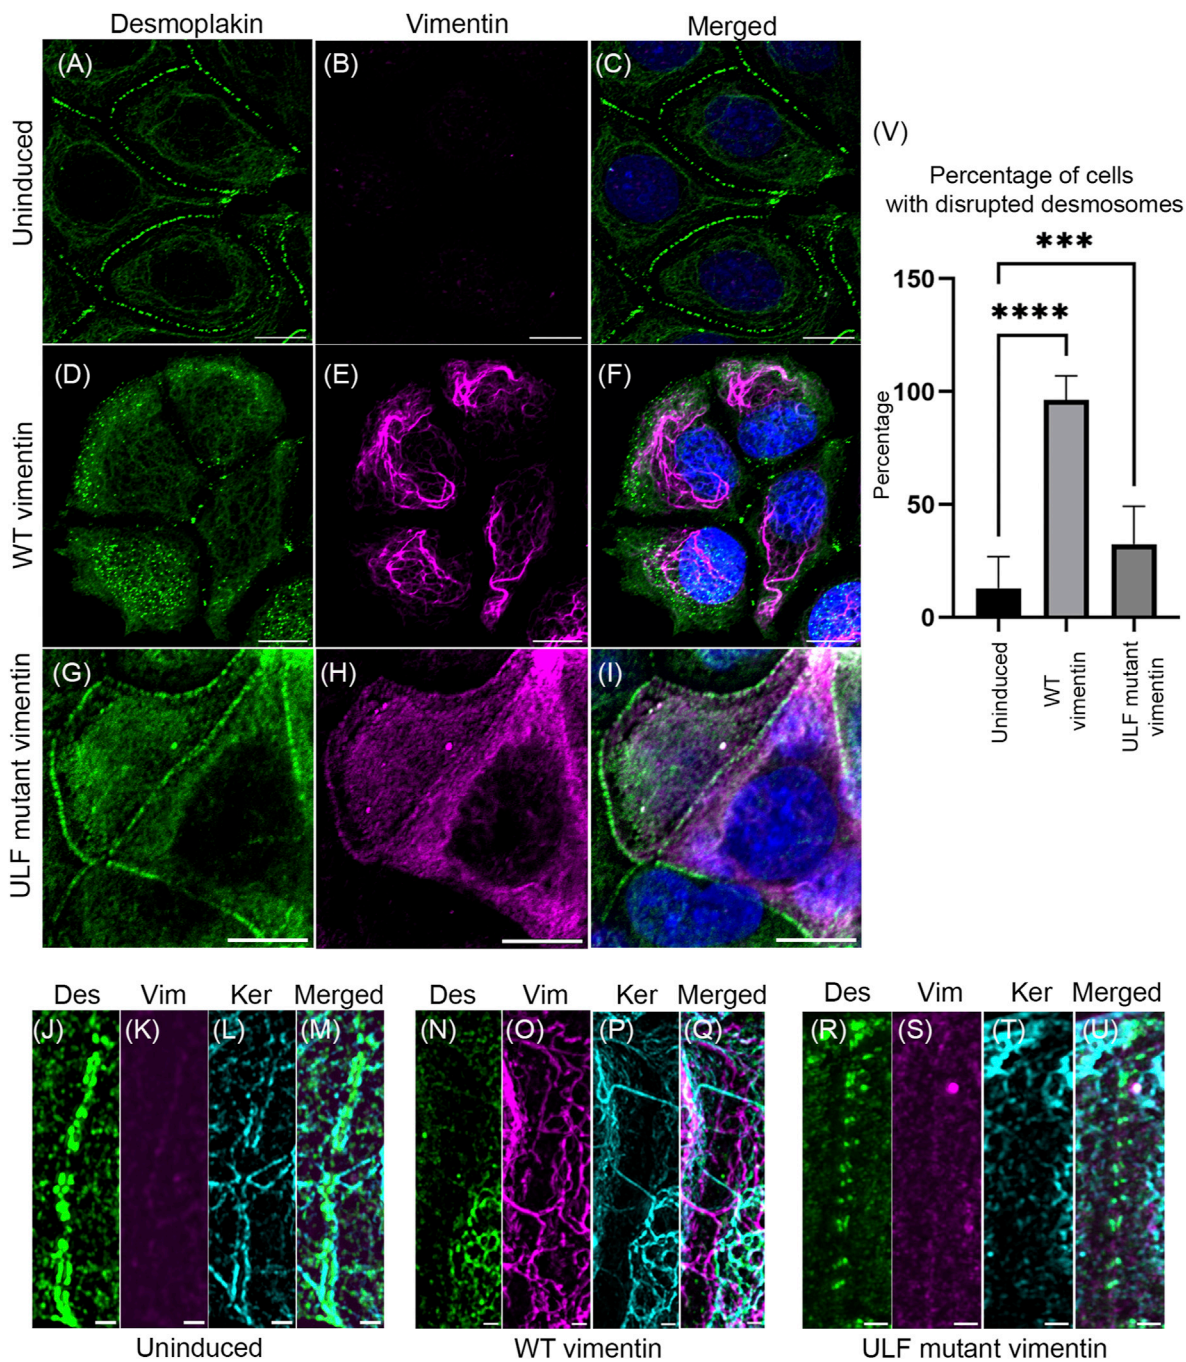 Desmoplakin Vimentin Merged
Uninduced
(A) (B) (C)
WT vimentin
(D) (E) (F)
ULF mutant vimentin
(G) (H) (I)
(V)
Percentage of cells
with disrupted desmosomes
***
****
150
100
50
0
Percentage
Uninduced
WT
vimentin
ULF mutant
vimentin
Des Vim Ker Merged
(J) (K) (L) (M)
Uninduced
Des Vim Ker Merged
(N) (O) (P) (Q)
WT vimentin
Des Vim Ker Merged
(R) (S) (T) (U)
ULF mutant vimentin